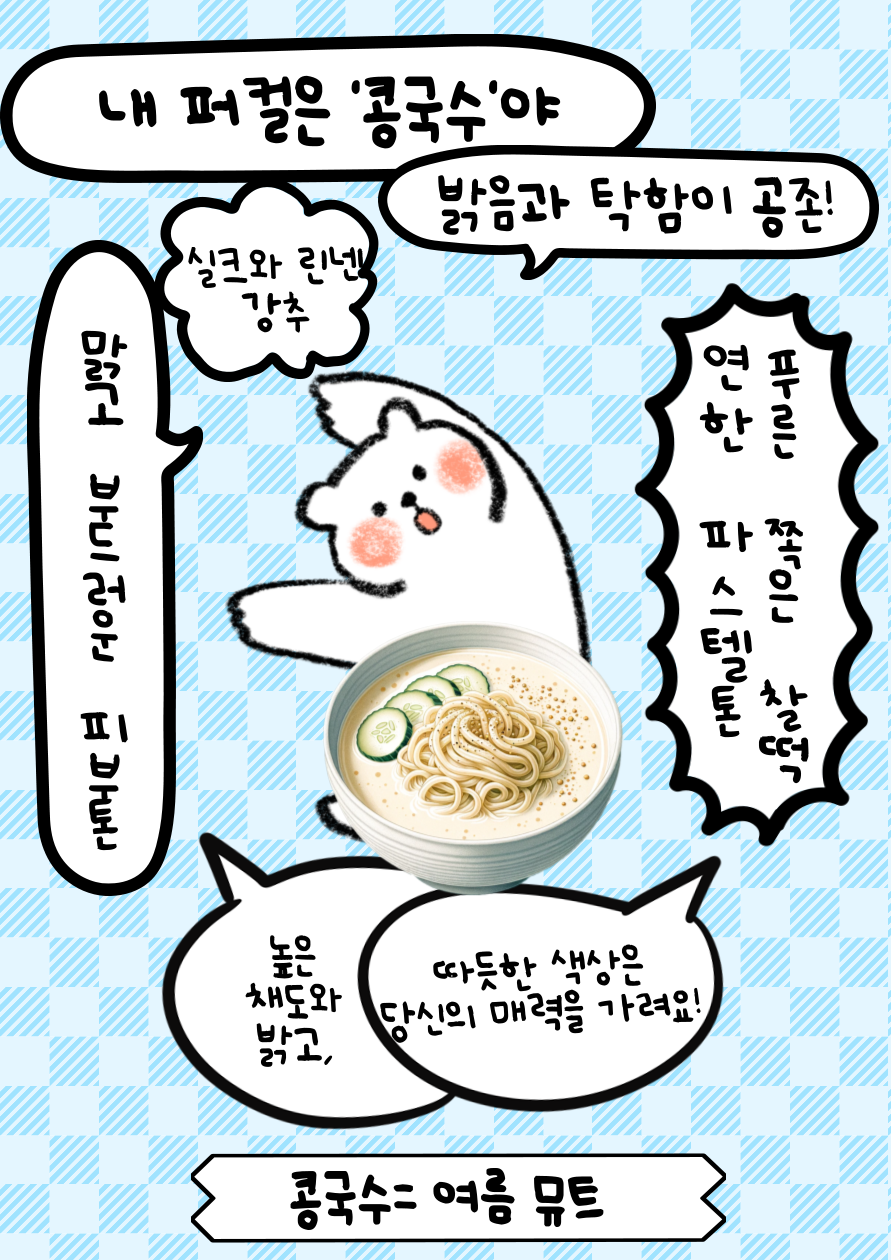 내 퍼컬은 '콩국수'야
밝음과 탁함이 공존!
실크와 린넨
강추
맑고 부드러운 피부톤
푸른 쪽은 찰떡
연한 파스텔톤
높은
채도와
밝고,
따듯한 색상은
당신의 매력을 가려요!
콩국수= 여름 뮤트